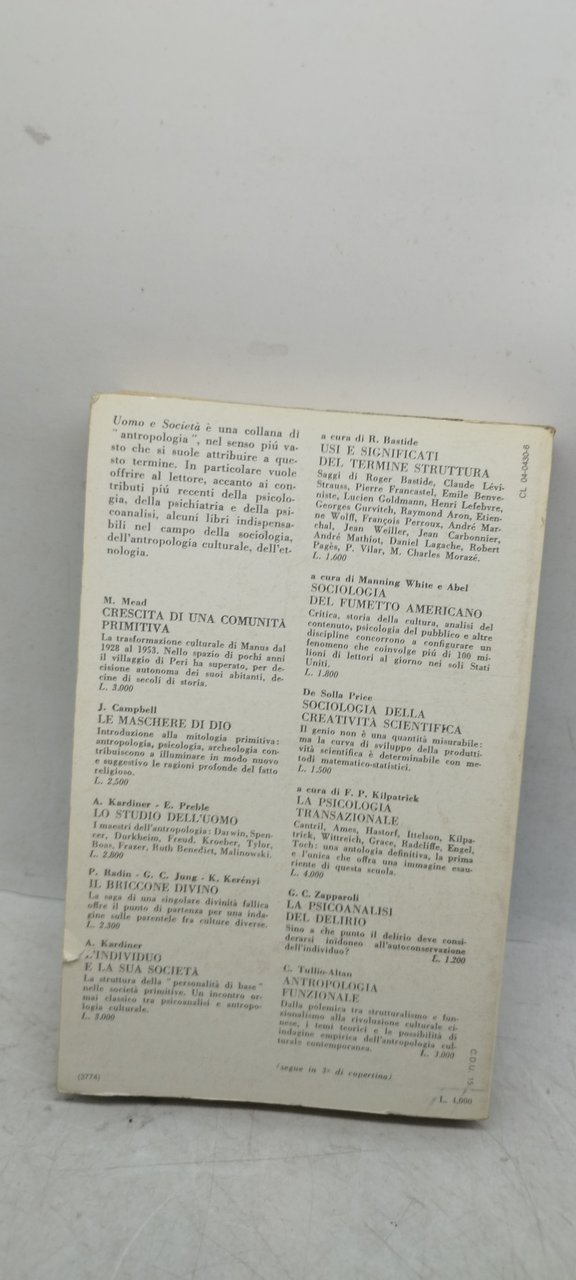 Uomo e Società è una collana di
"antropologia", nel senso piú va-
sto che si suole attribuire a que-
sto termine. In particolare vuole
offrire al lettore, accanto ai con-
tributi piú recenti della psicolo-
gia, della psichiatria e della psi-
coanalisi, alcuni libri indispensa-
bili nel campo della sociologia,
dell'antropologia culturale, dell'et-
nologia.
M. Mead
CRESCITA DI UNA COMUNITÀ
PRIMITIVA
La trasformazione culturale di Manus dal
1928 al 1953. Nello spazio di pochi anni
il villaggio di Peri ha superato, per de-
cisione autonoma dei suoi abitanti, de-
cine di secoli di storia.
L. 3.000
J. Campbell
LE MASCHERE DI DIO
Introduzione alla mitologia primitiva:
antropologia, psicologia, archeologia con-
tribuiscono a illuminare in modo nuovo
e suggestivo le ragioni profonde del fatto
religioso.
L. 2.500
A. Kardiner - E. Preble
LO STUDIO DELL'UOMO
I maestri dell'antropologia: Darwin, Spen-
cer, Durkheim, Freud, Kroeber, Tylor,
Boas, Frazer, Ruth Benedict, Malinowski.
L. 2.800
P. Radin - G. C. Jung - K. Kerényi
IL BRICCONE DIVINO
La saga di una singolare divinità fallica
offre il punto di partenza per una inda-
gine sulle parentele fra culture diverse.
L. 2.300
A. Kardiner
L'INDIVIDUO
E LA SUA SOCIETÀ
La struttura della "personalità di base"
nelle società primitive. Un incontro or-
mai classico tra psicoanalisi e antropo-
logia culturale.
L. 3.000
(3774)
a cura di R. Bastide
USI E SIGNIFICATI
DEL TERMINE STRUTTURA
Saggi di Roger Bastide, Claude Lévi-
Strauss, Pierre Francastel, Emile Benve-
niste, Lucien Goldmann, Henri Lefebvre,
Georges Gurvitch, Raymond Aron, Etien-
ne Wolff, François Perroux, André Mar-
chal, Jean Weiller, Jean Carbonnier,
André Mathiot, Daniel Lagache, Robert
Pagès, P. Vilar, M. Charles Morazé.
L. 1.600
a cura di Manning White e Abel
SOCIOLOGIA
DEL FUMETTO AMERICANO
Critica, storia della cultura, analisi del
contenuto, psicologia del pubblico e altre
discipline concorrono a configurare un
fenomeno che coinvolge piú di 100 mi-
lioni di lettori al giorno nei soli Stati
Uniti.
L. 1.800
De Solla Price
SOCIOLOGIA DELLA
CREATIVITÀ SCIENTIFICA
Il genio non è una quantità misurabile:
ma la curva di sviluppo della produtti-
vità scientifica è determinabile con me-
todi matematico-statistici.
L. 1.500
a cura di F. P. Kilpatrick
LA PSICOLOGIA
TRANSAZIONALE
Cantril, Ames, Hastorf, Ittelson, Kilpa-
trick, Wittreich, Grace, Radcliffe, Engel,
Toch: una antologia definitiva, la prima
e l'unica che offra una immagine esau-
riente di questa scuola.
L. 4.000
G. C. Zapparoli
LA PSICOANALISI
DEL DELIRIO
Sino a che punto il delirio deve consi-
derarsi inidoneo all'autoconservazione
dell'individuo?
L. 1.200
C. Tullio-Altan
ANTROPOLOGIA
FUNZIONALE
Dalla polemica tra strutturalismo e fun-
zionalismo alla rivoluzione culturale ci-
nese, i temi teorici e le possibilità di
indagine empirica dell'antropologia cul-
turale contemporanea.
L. 3.000
(segue in 3ª di copertina)
CL 04-0430-6
C.D.U. 15
L. 4.000